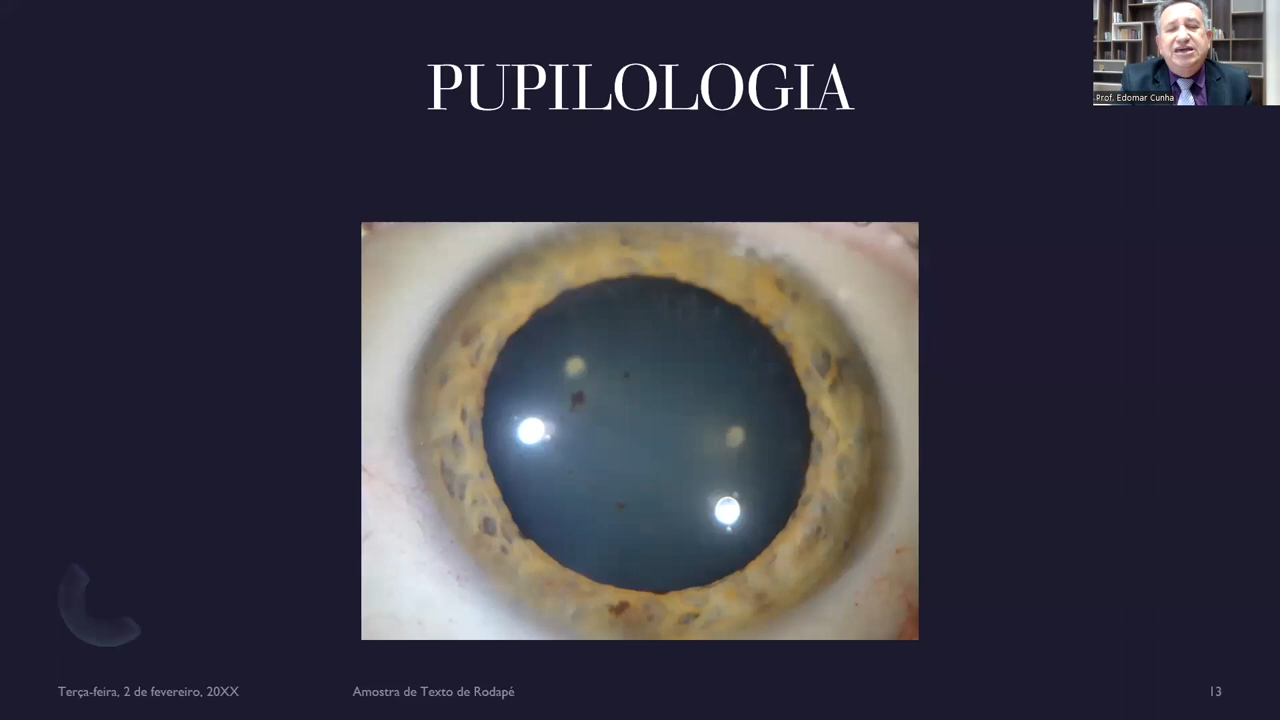 PUPILOLOGIA
Prof. Edomar Cunha
Terça-feira, 2 de fevereiro, 20XX
Amostra de Texto de Rodapé
13